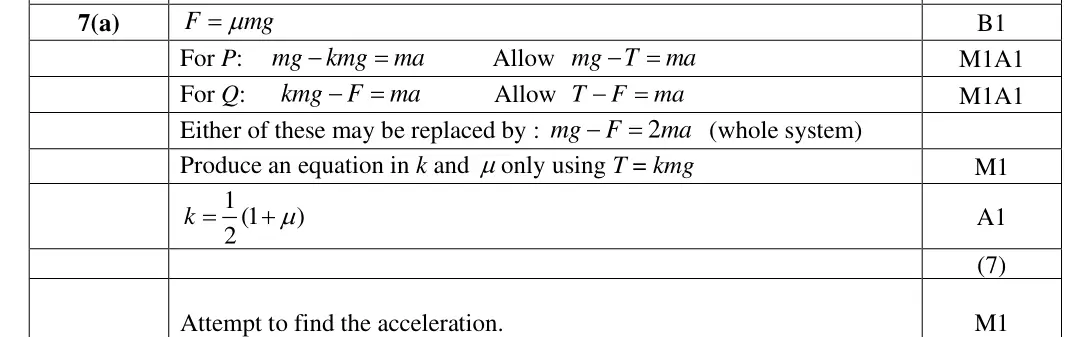 7(a) F = μmg B1
For P: mg − kmg = ma Allow mg − T = ma M1A1
For Q: kmg − F = ma Allow T − F = ma M1A1
Either of these may be replaced by : mg − F = 2ma (whole system)
Produce an equation in k and μ only using T = kmg M1
k = 1/2 (1 + μ) A1
(7)
Attempt to find the acceleration. M1